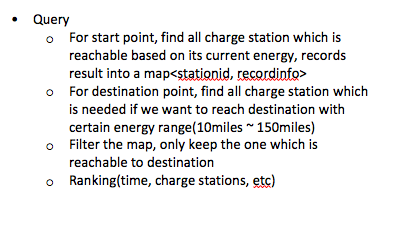 • Query
o For start point, find all charge station which is
reachable based on its current energy, records
result into a map<stationid, recordinfo>
o For destination point, find all charge station which
is needed if we want to reach destination with
certain energy range(10miles ~ 150miles)
o Filter the map, only keep the one which is
reachable to destination
o Ranking(time, charge stations, etc)